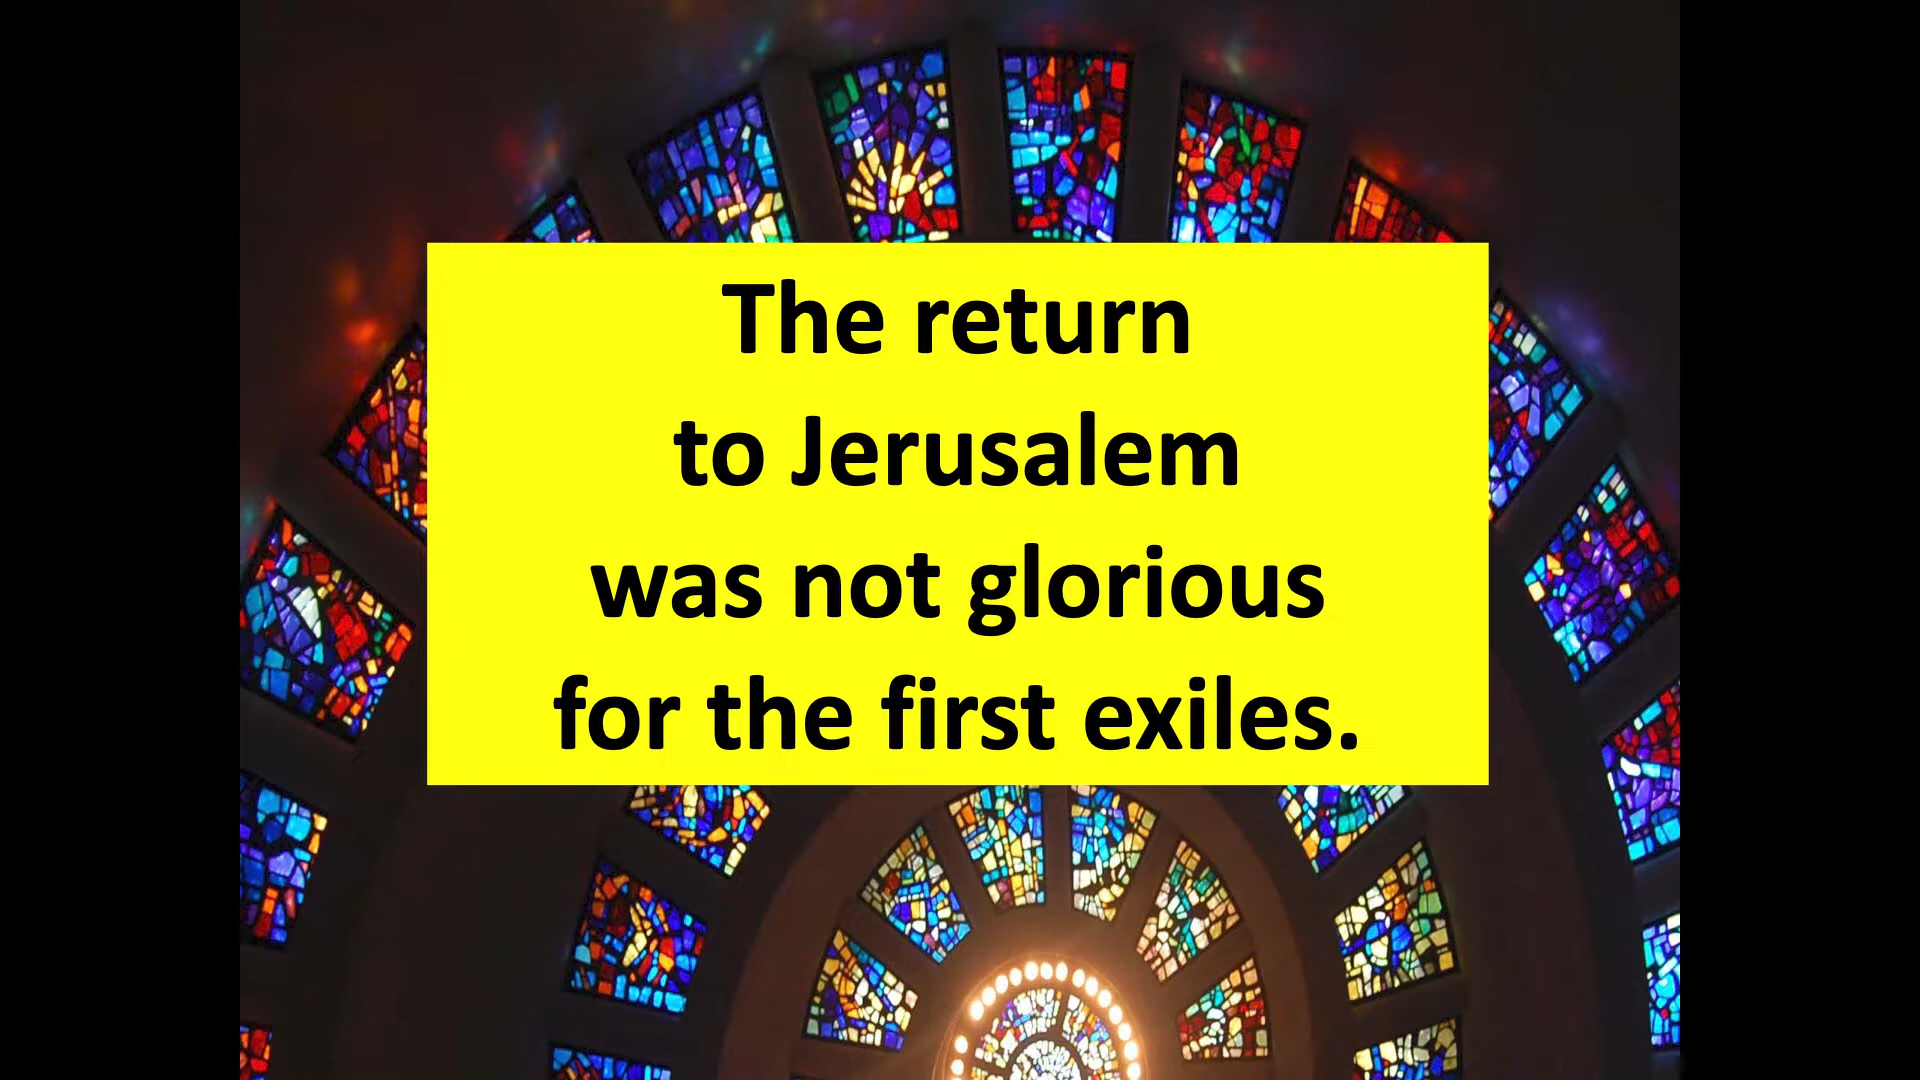 The return
to Jerusalem
was not glorious
for the first exiles.